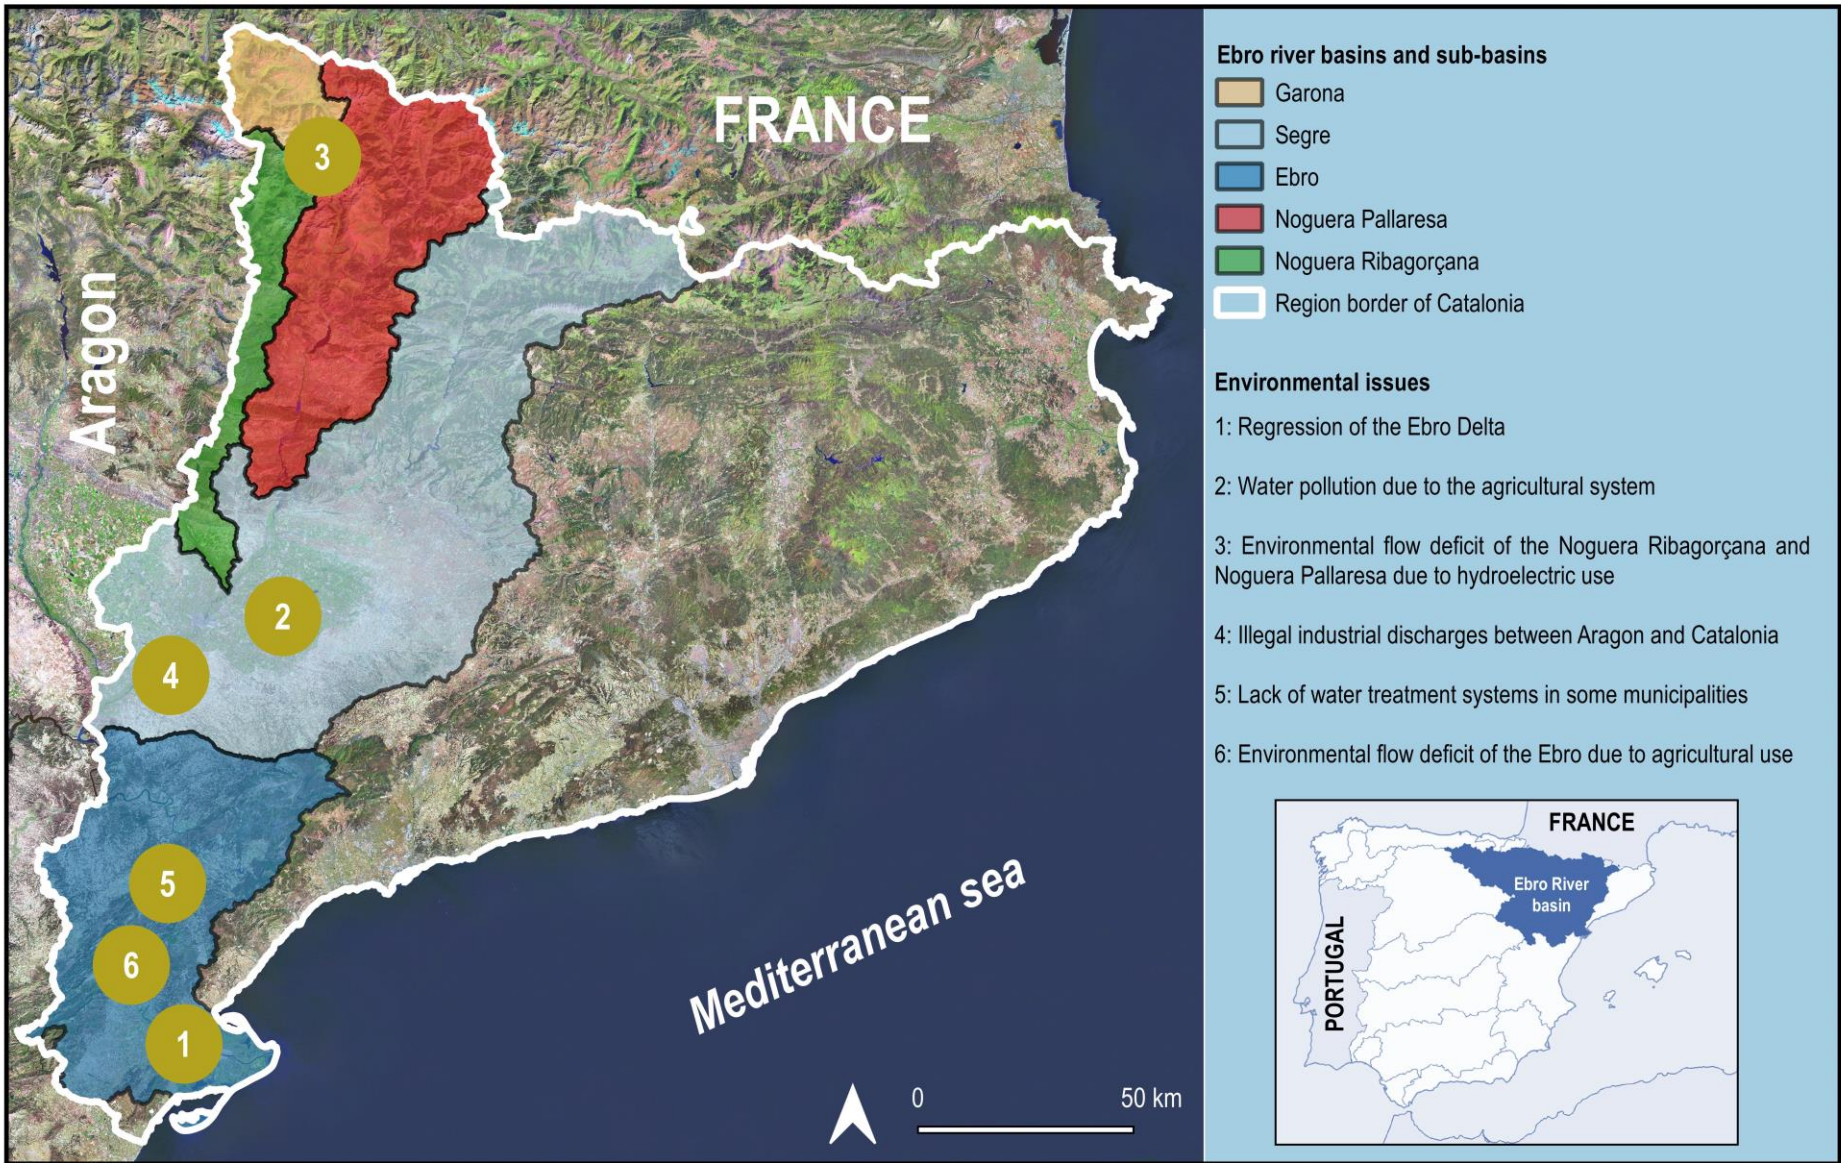 FRANCE
Aragon
Mediterranean sea
3
2
4
5
6
1
0 50 km
Ebro river basins and sub-basins
Garona
Segre
Ebro
Noguera Pallaresa
Noguera Ribagorçana
Region border of Catalonia
Environmental issues
1: Regression of the Ebro Delta
2: Water pollution due to the agricultural system
3: Environmental flow deficit of the Noguera Ribagorçana and
Noguera Pallaresa due to hydroelectric use
4: Illegal industrial discharges between Aragon and Catalonia
5: Lack of water treatment systems in some municipalities
6: Environmental flow deficit of the Ebro due to agricultural use
FRANCE
Ebro River
basin
PORTUGAL